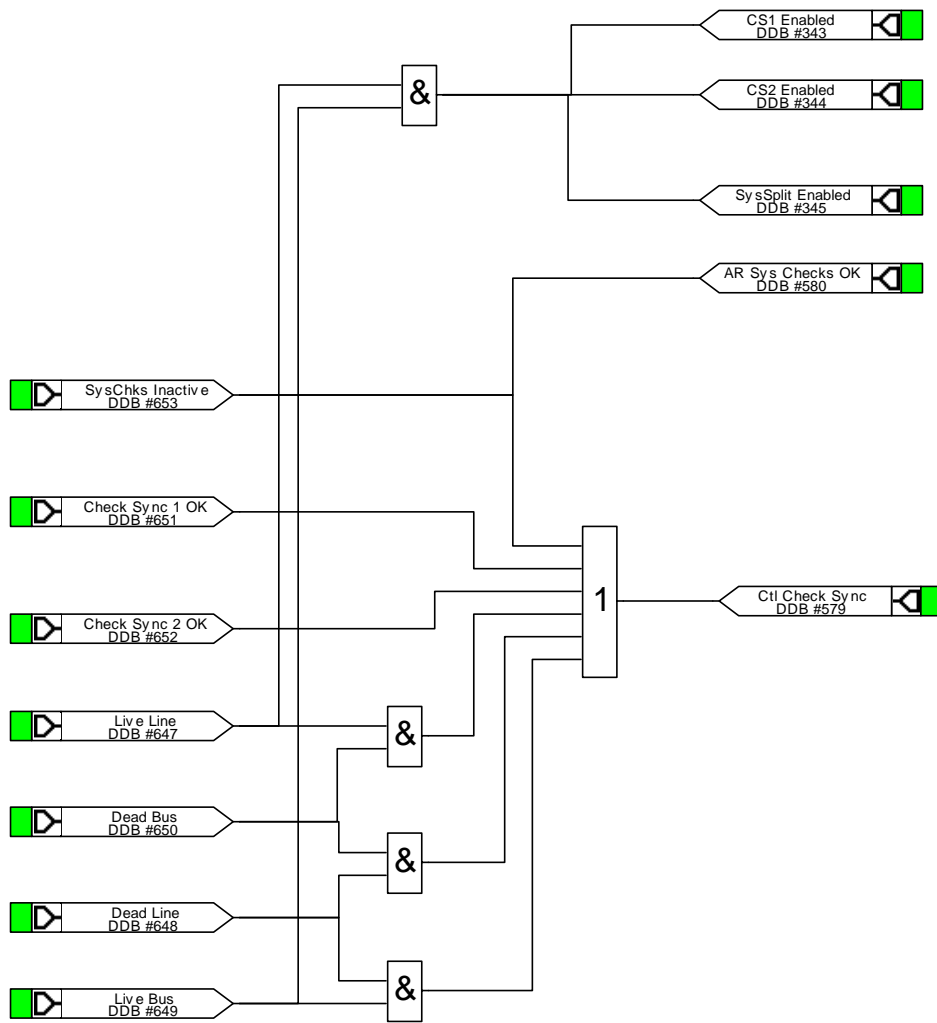 CS1 Enabled
DDB #343
&
CS2 Enabled
DDB #344
SysSplit Enabled
DDB #345
AR Sys Checks OK
DDB #580
SysChks Inactive
DDB #653
Check Sync 1 OK
DDB #651
1
Ctl Check Sync
DDB #579
Check Sync 2 OK
DDB #652
Live Line
DDB #647
&
Dead Bus
DDB #650
&
Dead Line
DDB #648
&
Live Bus
DDB #649